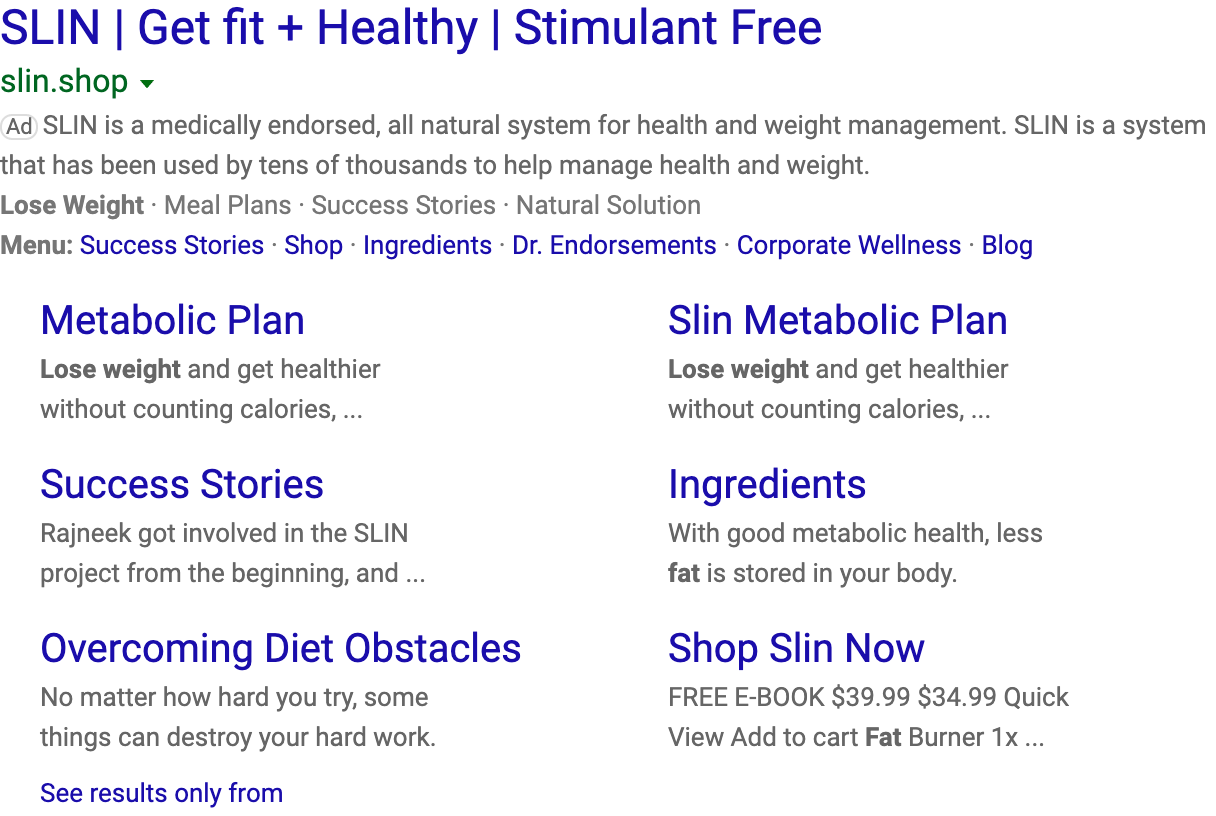 SLIN | Get fit + Healthy | Stimulant Free
slin.shop
Ad SLIN is a medically endorsed, all natural system for health and weight management. SLIN is a system
that has been used by tens of thousands to help manage health and weight.
Lose Weight · Meal Plans · Success Stories · Natural Solution
Menu: Success Stories · Shop · Ingredients · Dr. Endorsements · Corporate Wellness · Blog
Metabolic Plan
Lose weight and get healthier
without counting calories, ...
Slin Metabolic Plan
Lose weight and get healthier
without counting calories, ...
Success Stories
Rajneek got involved in the SLIN
project from the beginning, and ...
Ingredients
With good metabolic health, less
fat is stored in your body.
Overcoming Diet Obstacles
No matter how hard you try, some
things can destroy your hard work.
Shop Slin Now
FREE E-BOOK $39.99 $34.99 Quick
View Add to cart Fat Burner 1x ...
See results only from